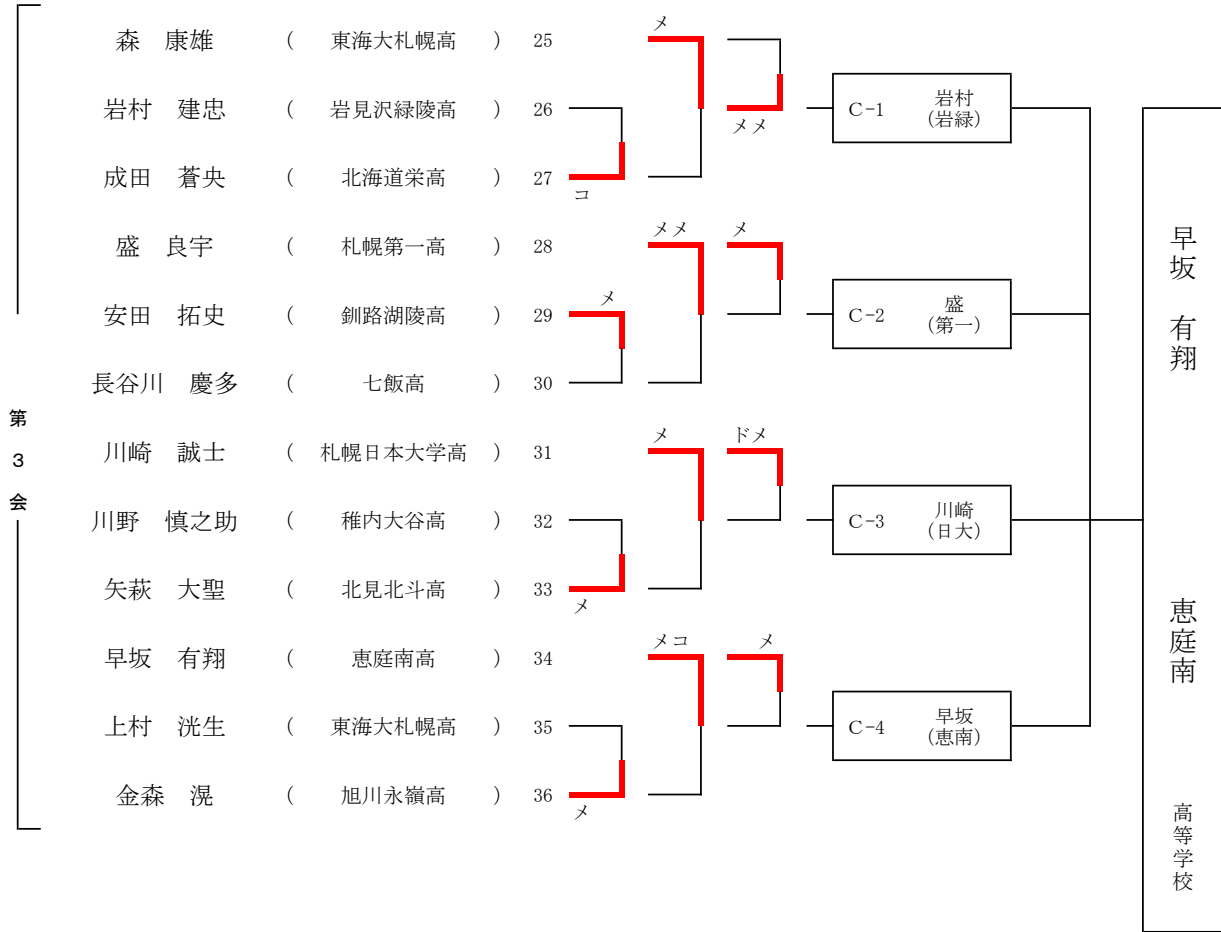 第3会
森 康雄 ( 東海大札幌高 ) 25
岩村 建忠 ( 岩見沢緑陵高 ) 26
成田 蒼央 ( 北海道栄高 ) 27
盛 良宇 ( 札幌第一高 ) 28
安田 拓史 ( 釧路湖陵高 ) 29
長谷川 慶多 ( 七飯高 ) 30
川崎 誠士 ( 札幌日本大学高 ) 31
川野 慎之助 ( 稚内大谷高 ) 32
矢萩 大聖 ( 北見北斗高 ) 33
早坂 有翔 ( 恵庭南高 ) 34
上村 洸生 ( 東海大札幌高 ) 35
金森 滉 ( 旭川永嶺高 ) 36
コ
メ
メ
メ
メ
メメ
メ
メコ
メメ
メ
ドメ
メ
C-1 岩村
(岩緑)
C-2 盛
(第一)
C-3 川崎
(日大)
C-4 早坂
(恵南)
早坂 有翔
恵庭南
高等学校